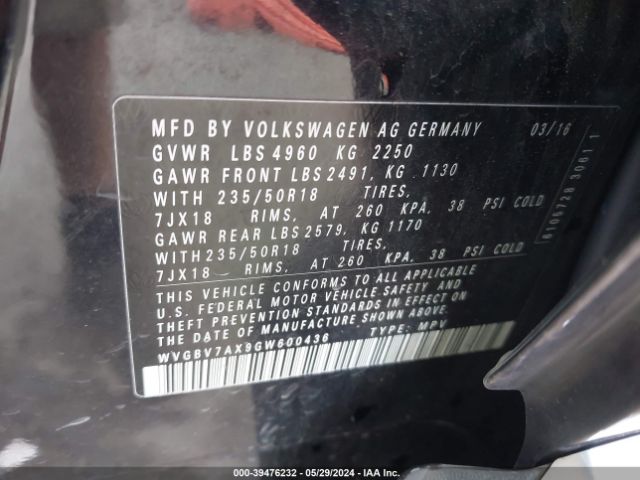 MFD BY VOLKSWAGEN AG GERMANY 03/16
GVWR LBS 4960 KG 2250
GAWR FRONT LBS 2491, KG 1130
WITH 235/50R18 TIRES,
7JX18 RIMS, AT 260 KPA, 38 PSI COLD
GAWR REAR LBS 2579, KG 1170
WITH 235/50R18 TIRES,
7JX18 RIMS, AT 260 KPA, 38 PSI COLD
THIS VEHICLE CONFORMS TO ALL APPLICABLE
U.S. FEDERAL MOTOR VEHICLE SAFETY AND
THEFT PREVENTION STANDARDS IN EFFECT ON
THE DATE OF MANUFACTURE SHOWN ABOVE.
WVGBV7AX9GW600436 TYPE: MPV
000-39476232 - 05/29/2024 - IAA Inc.